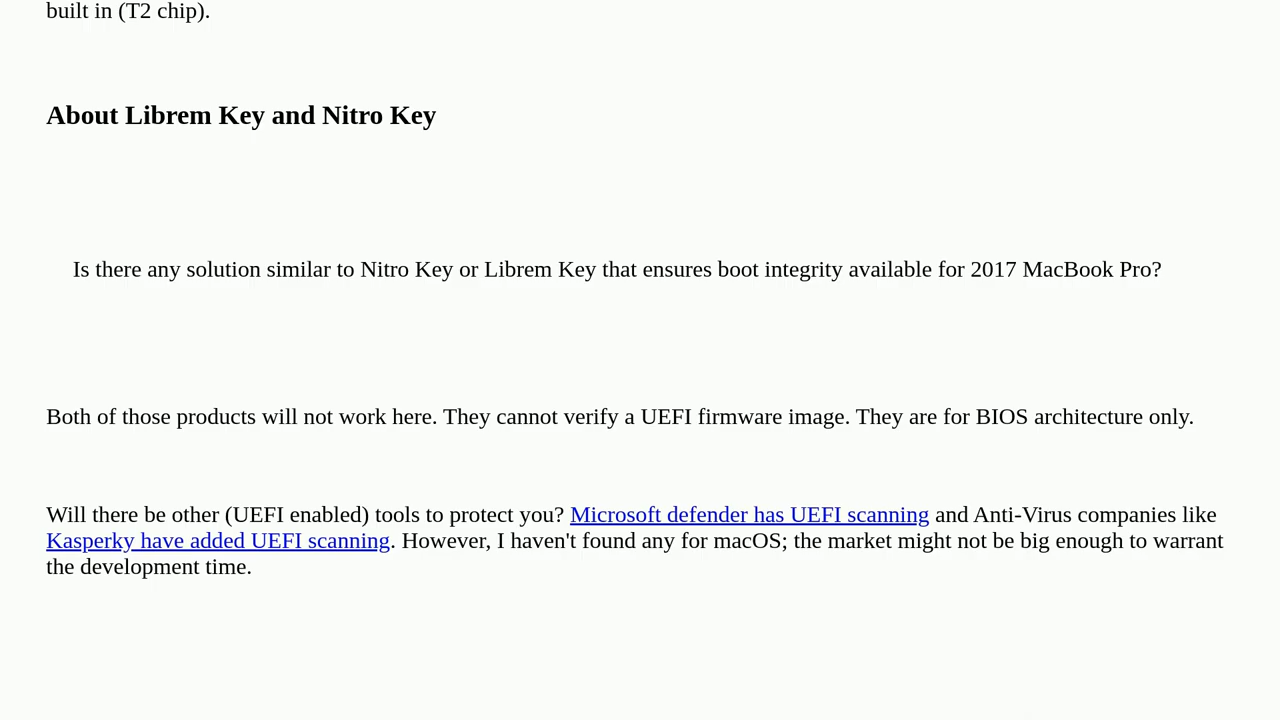 built in (T2 chip).
About Librem Key and Nitro Key
Is there any solution similar to Nitro Key or Librem Key that ensures boot integrity available for 2017 MacBook Pro?
Both of those products will not work here. They cannot verify a UEFI firmware image. They are for BIOS architecture only.
Will there be other (UEFI enabled) tools to protect you? Microsoft defender has UEFI scanning and Anti-Virus companies like
Kasperky have added UEFI scanning. However, I haven't found any for macOS; the market might not be big enough to warrant
the development time.